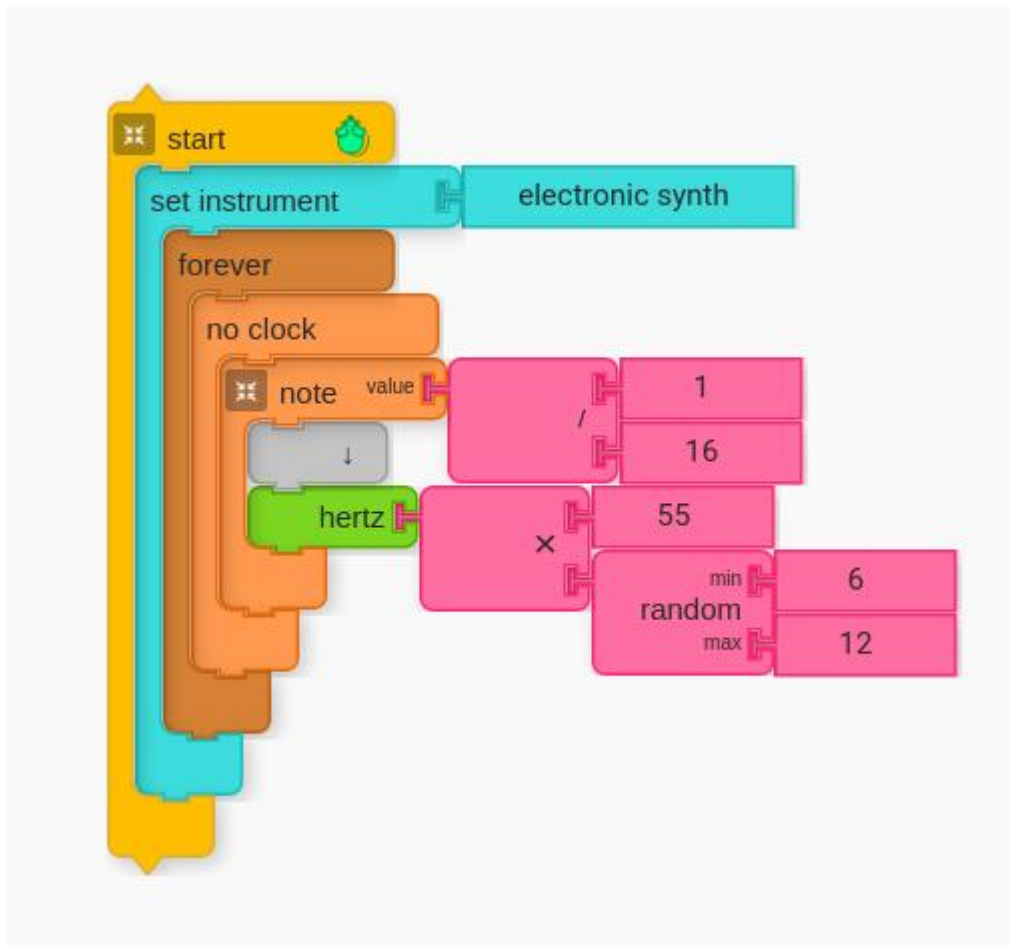 start
set instrument electronic synth
forever
no clock
note value / 1
16
↓
hertz × 55
random min 6
max 12